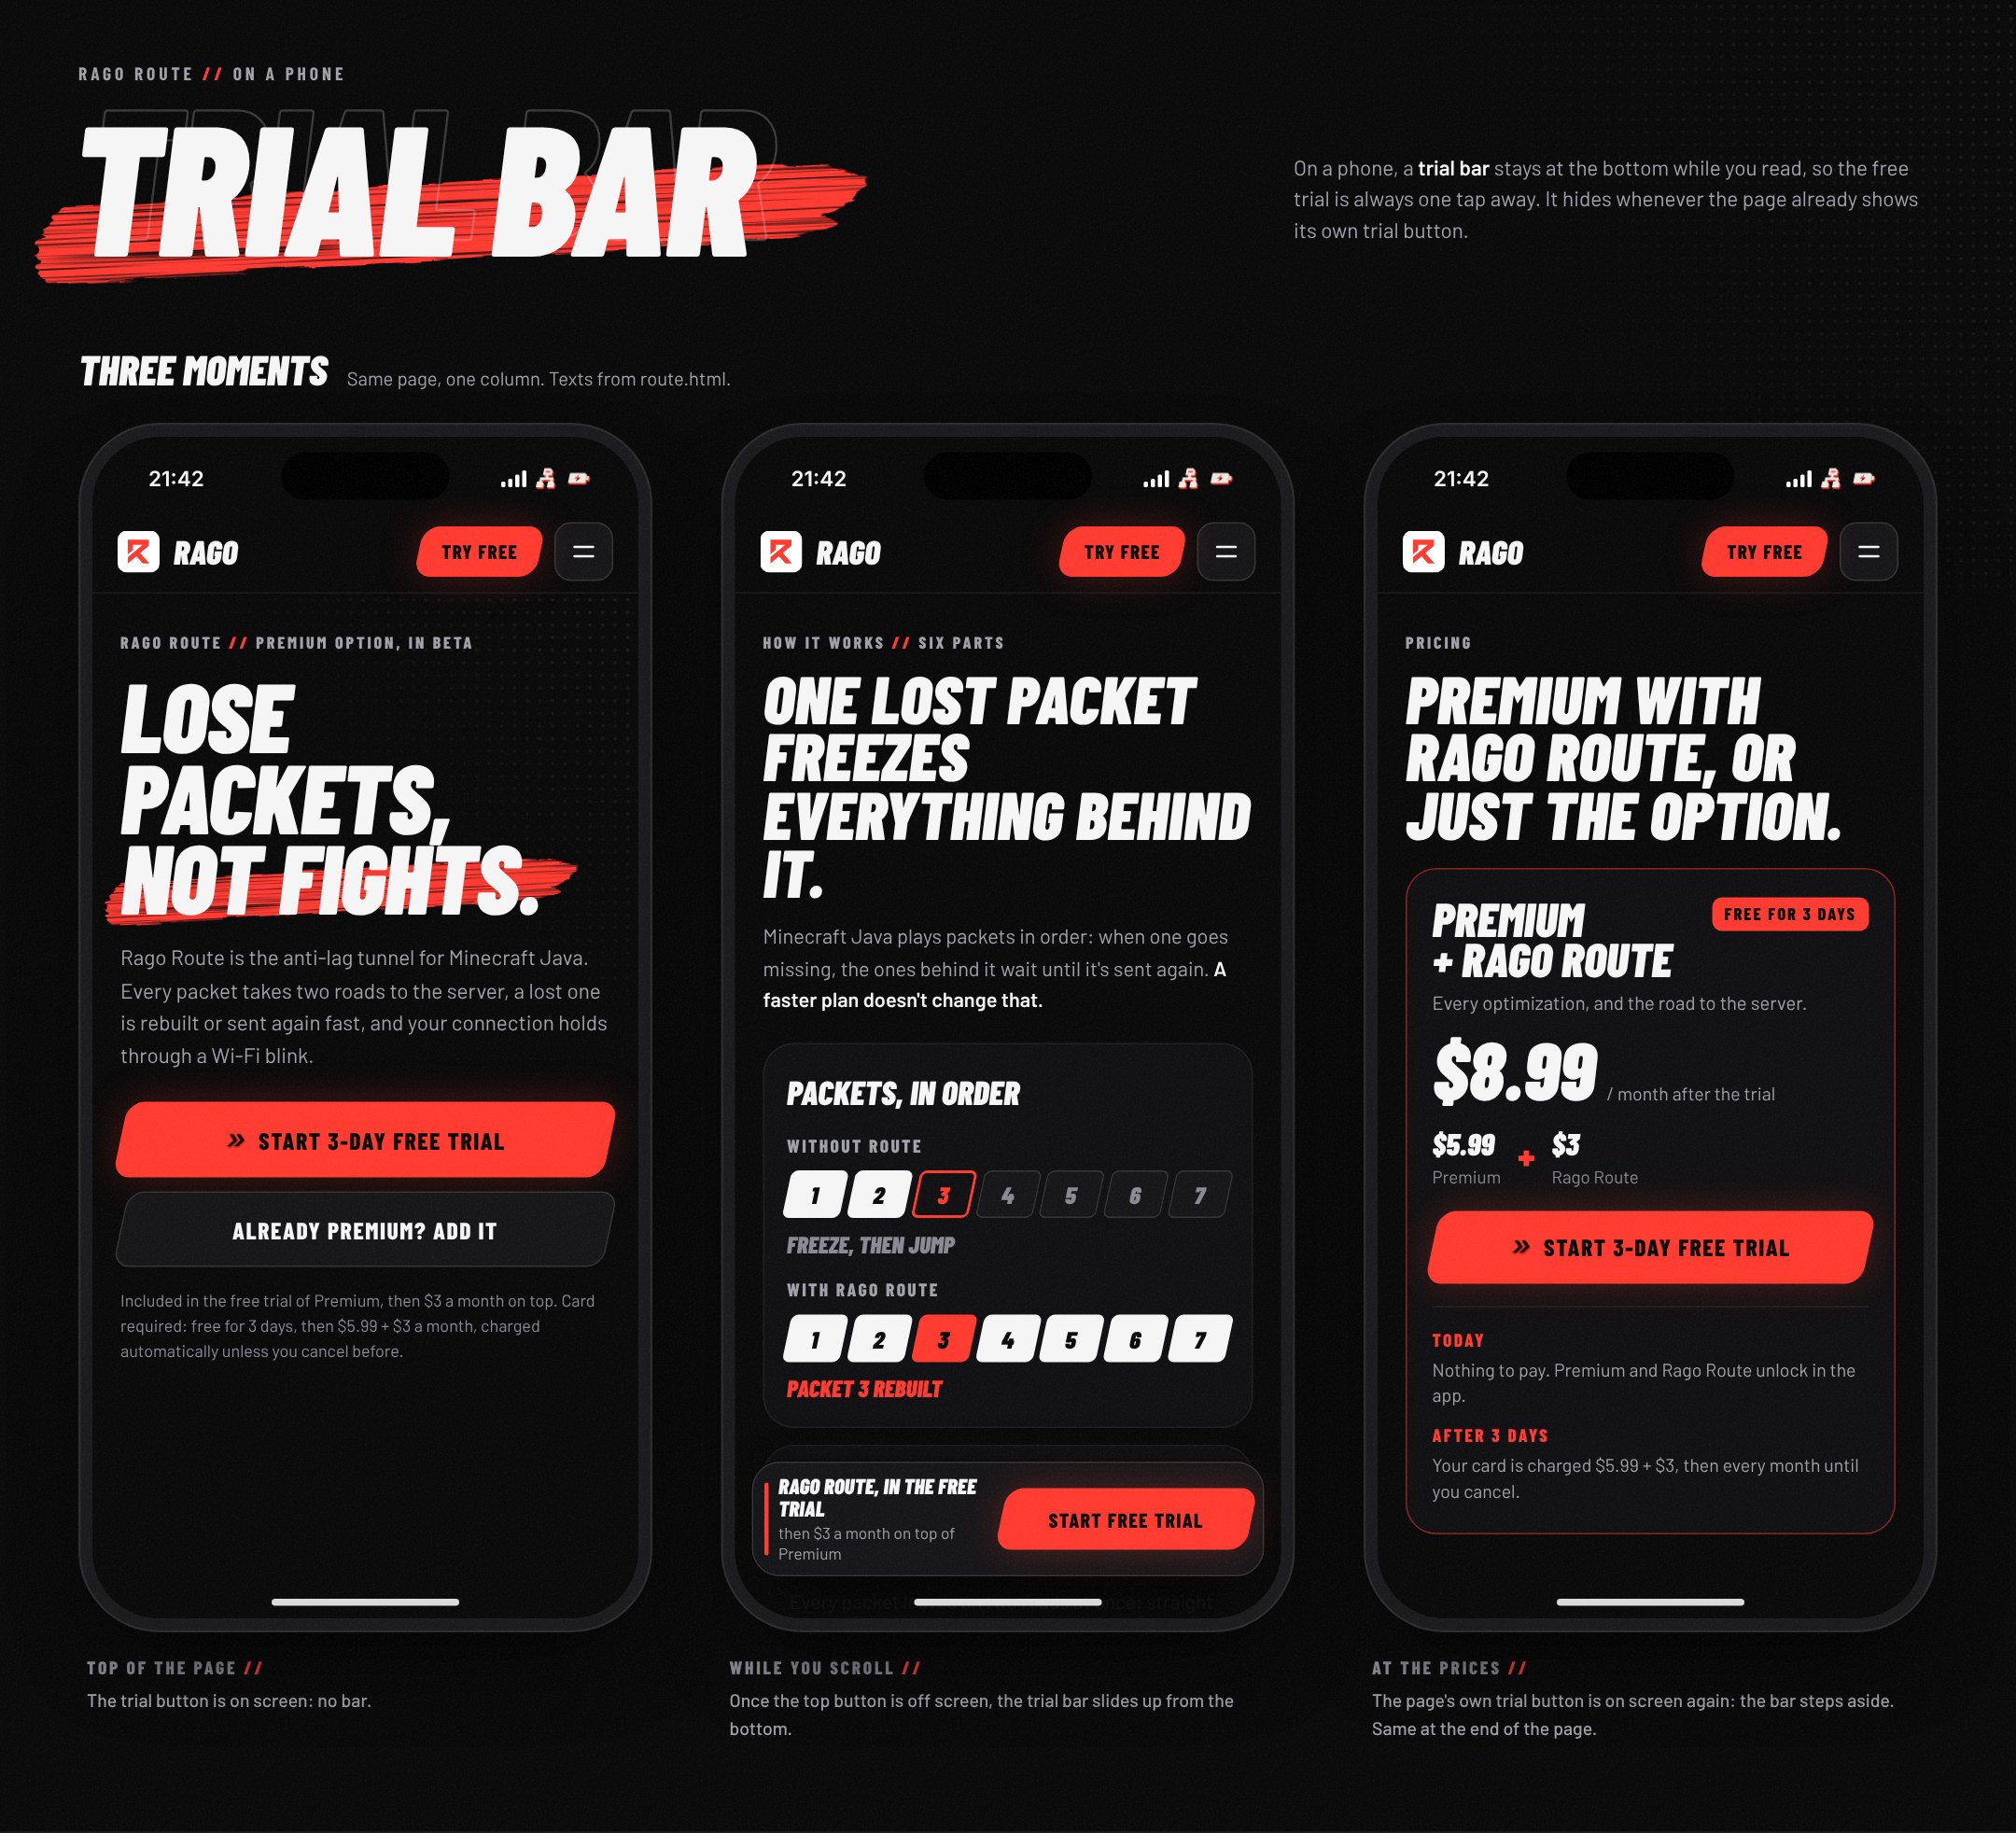 RAGO ROUTE // ON A PHONE
TRIAL BAR
On a phone, a trial bar stays at the bottom while you read, so the free
trial is always one tap away. It hides whenever the page already shows
its own trial button.
THREE MOMENTS Same page, one column. Texts from route.html.
21:42
RAGO TRY FREE
RAGO ROUTE // PREMIUM OPTION, IN BETA
LOSE
PACKETS,
NOT FIGHTS.
Rago Route is the anti-lag tunnel for Minecraft Java.
Every packet takes two roads to the server, a lost one
is rebuilt or sent again fast, and your connection holds
through a Wi-Fi blink.
» START 3-DAY FREE TRIAL
ALREADY PREMIUM? ADD IT
Included in the free trial of Premium, then $3 a month on top. Card
required: free for 3 days, then $5.99 + $3 a month, charged
automatically unless you cancel before.
TOP OF THE PAGE //
The trial button is on screen: no bar.
21:42
RAGO TRY FREE
HOW IT WORKS // SIX PARTS
ONE LOST PACKET
FREEZES
EVERYTHING BEHIND
IT.
Minecraft Java plays packets in order: when one goes
missing, the ones behind it wait until it's sent again. A
faster plan doesn't change that.
PACKETS, IN ORDER
WITHOUT ROUTE
1 2 3 4 5 6 7
FREEZE, THEN JUMP
WITH RAGO ROUTE
1 2 3 4 5 6 7
PACKET 3 REBUILT
RAGO ROUTE, IN THE FREE
TRIAL
then $3 a month on top of
Premium
START FREE TRIAL
Every packet straight
WHILE YOU SCROLL //
Once the top button is off screen, the trial bar slides up from the
bottom.
21:42
RAGO TRY FREE
PRICING
PREMIUM WITH
RAGO ROUTE, OR
JUST THE OPTION.
PREMIUM
+ RAGO ROUTE
FREE FOR 3 DAYS
Every optimization, and the road to the server.
$8.99 / month after the trial
$5.99 + $3
Premium Rago Route
» START 3-DAY FREE TRIAL
TODAY
Nothing to pay. Premium and Rago Route unlock in the
app.
AFTER 3 DAYS
Your card is charged $5.99 + $3, then every month until
you cancel.
AT THE PRICES //
The page's own trial button is on screen again: the bar steps aside.
Same at the end of the page.